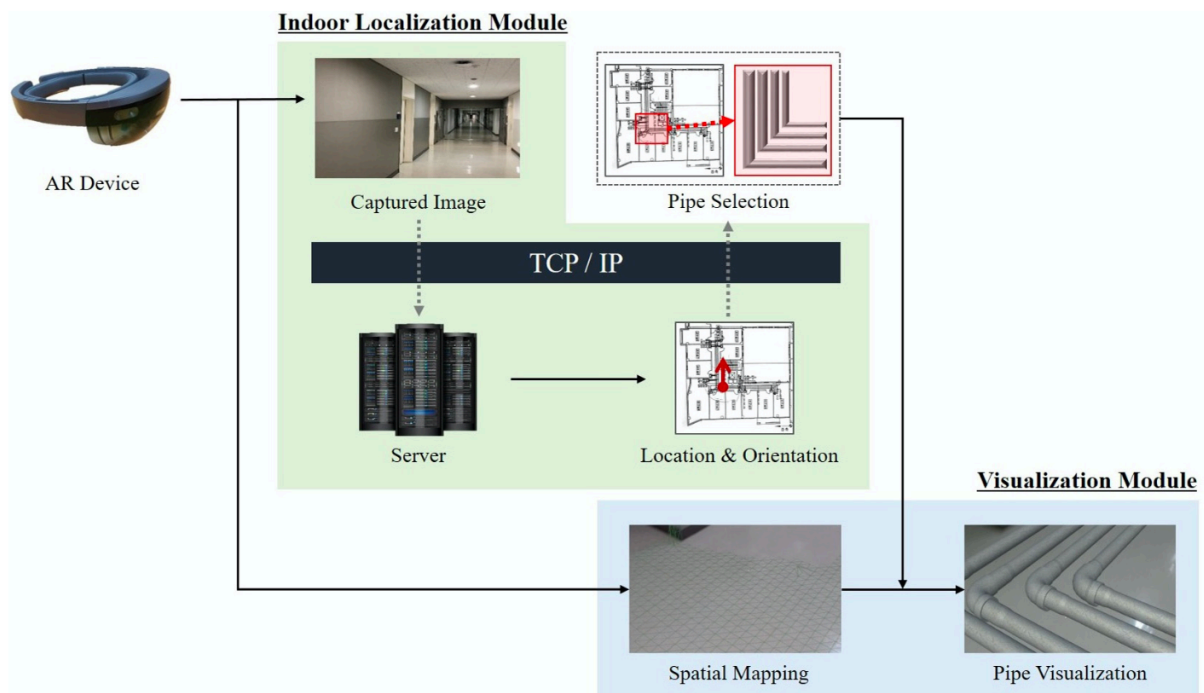 Indoor Localization Module
AR Device
Captured Image
Pipe Selection
TCP / IP
Server
Location & Orientation
Visualization Module
Spatial Mapping
Pipe Visualization